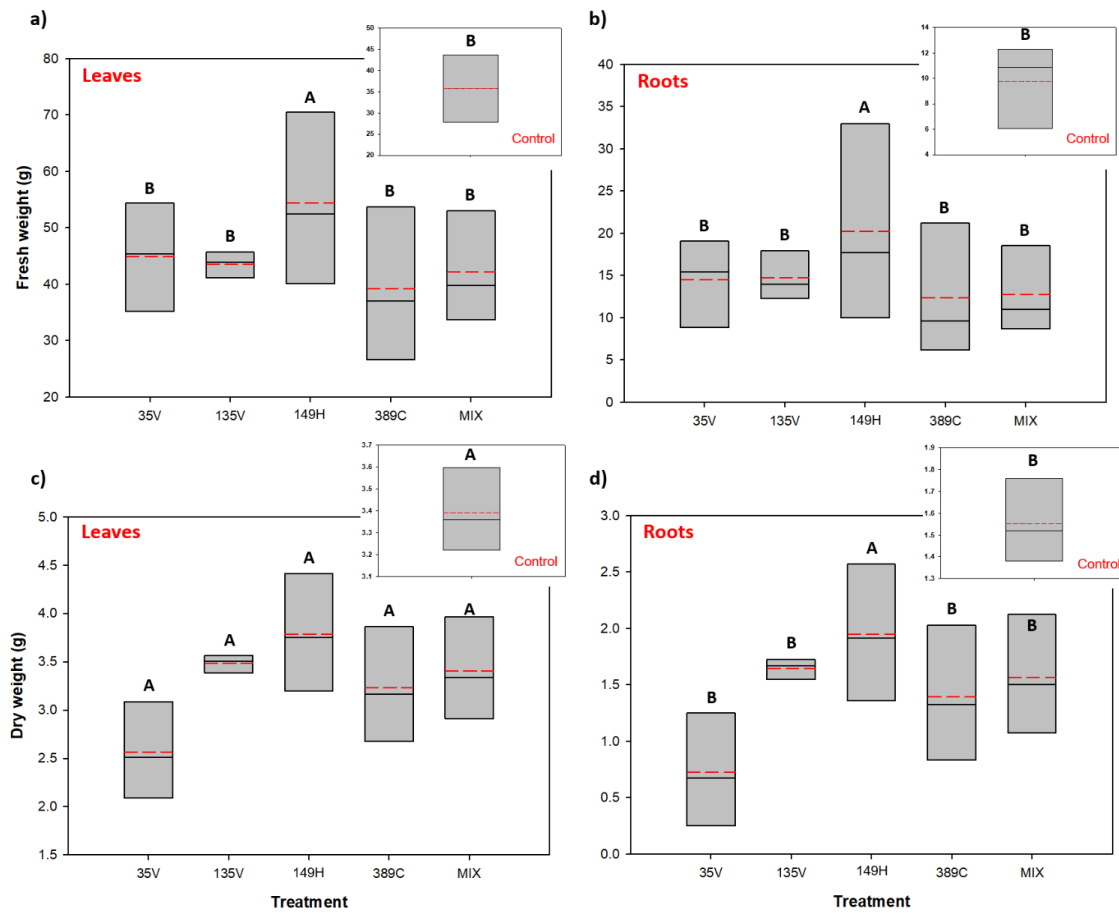 a)
Leaves
Fresh weight (g)
80
70
60
50
40
30
20
B
B
A
B
B
35V
135V
149H
389C
MIX
50
45
40
35
30
25
20
B
Control
b)
Roots
40
35
30
25
20
15
10
5
0
B
B
A
B
B
35V
135V
149H
389C
MIX
14
12
10
8
6
4
B
Control
c)
Leaves
Dry weight (g)
5.0
4.5
4.0
3.5
3.0
2.5
2.0
1.5
A
A
A
A
A
35V
135V
149H
389C
MIX
Treatment
3.7
3.6
3.5
3.4
3.3
3.2
3.1
A
Control
d)
Roots
3.0
2.5
2.0
1.5
1.0
0.5
0.0
B
B
A
B
B
35V
135V
149H
389C
MIX
Treatment
1.9
1.8
1.7
1.6
1.5
1.4
1.3
B
Control